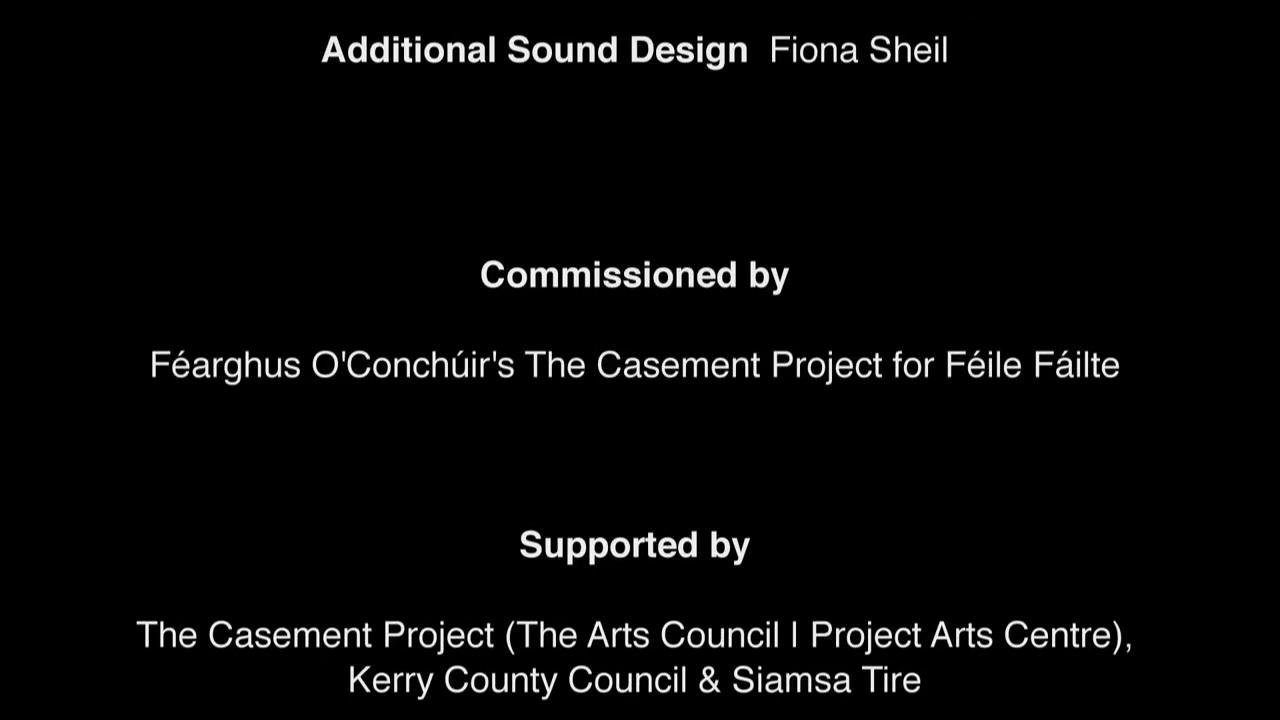 Additional Sound Design Fiona Sheil
Commissioned by
Féarghus O'Conchúir's The Casement Project for Féile Fáilte
Supported by
The Casement Project (The Arts Council | Project Arts Centre),
Kerry County Council & Siamsa Tire